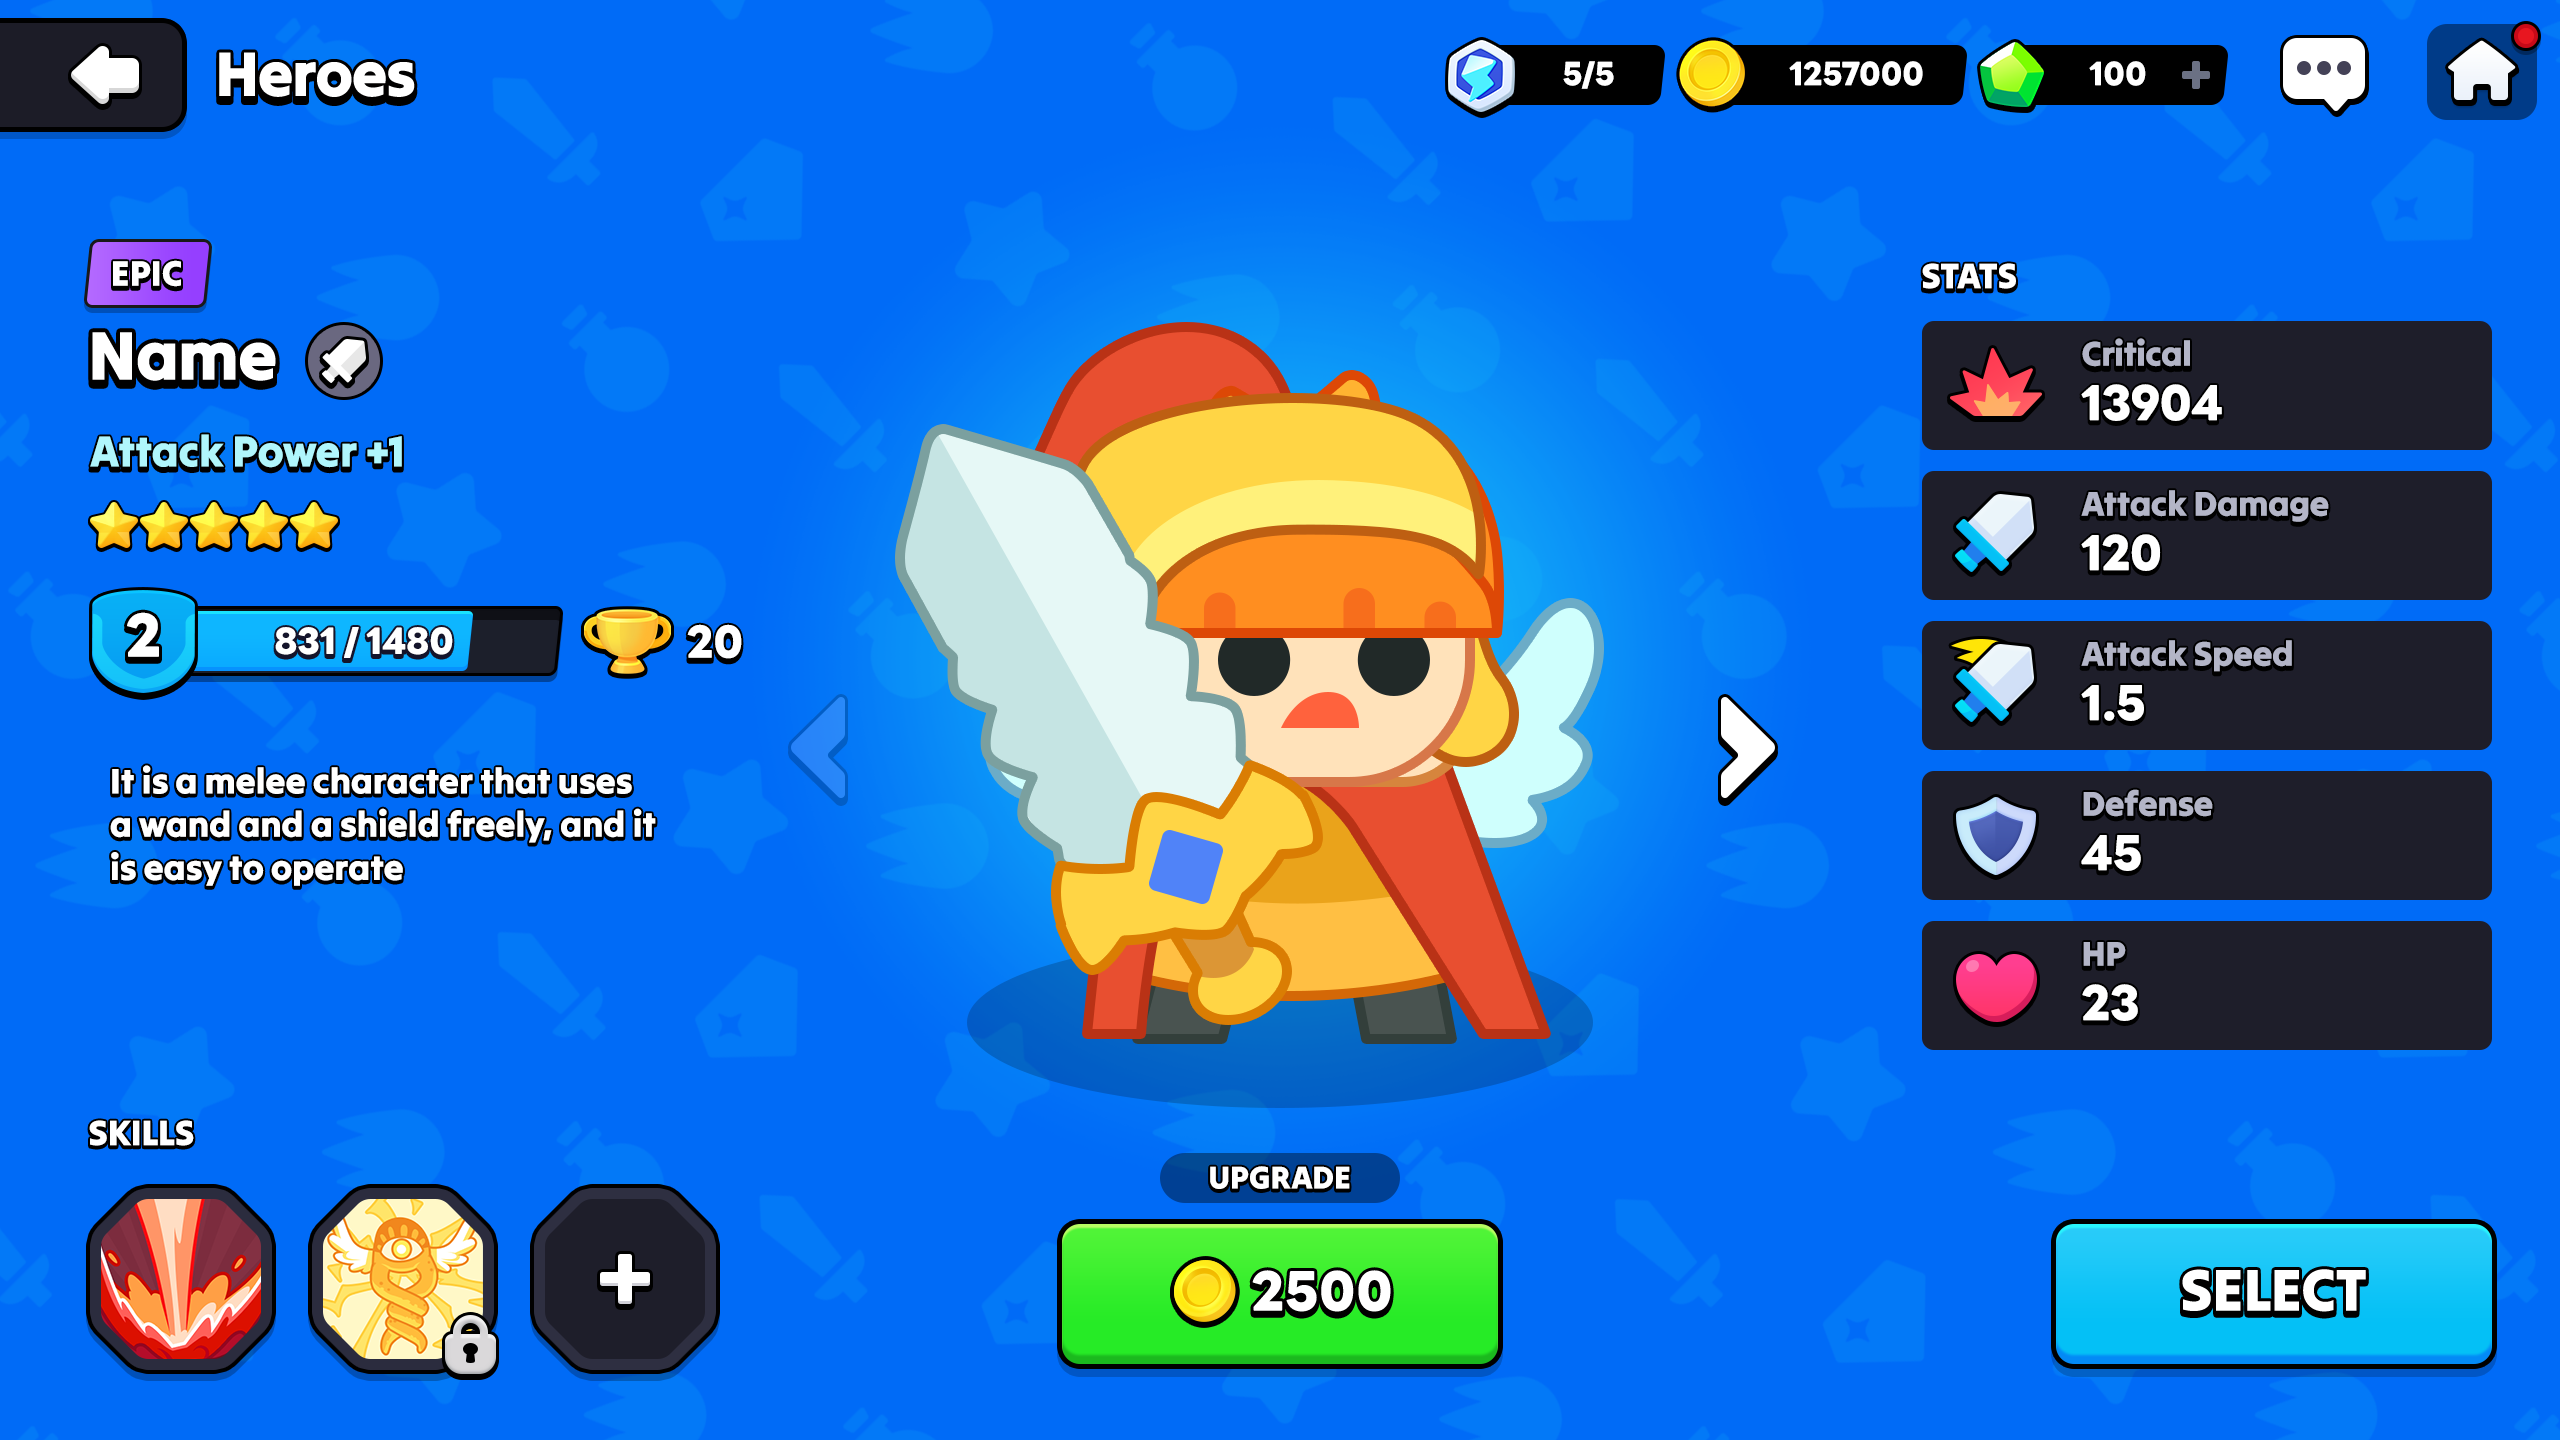 Heroes
5/5
1257000
100
EPIC
Name
Attack Power +1
2
831 / 1480
20
It is a melee character that uses
a wand and a shield freely, and it
is easy to operate
STATS
Critical
13904
Attack Damage
120
Attack Speed
1.5
Defense
45
HP
23
SKILLS
UPGRADE
2500
SELECT